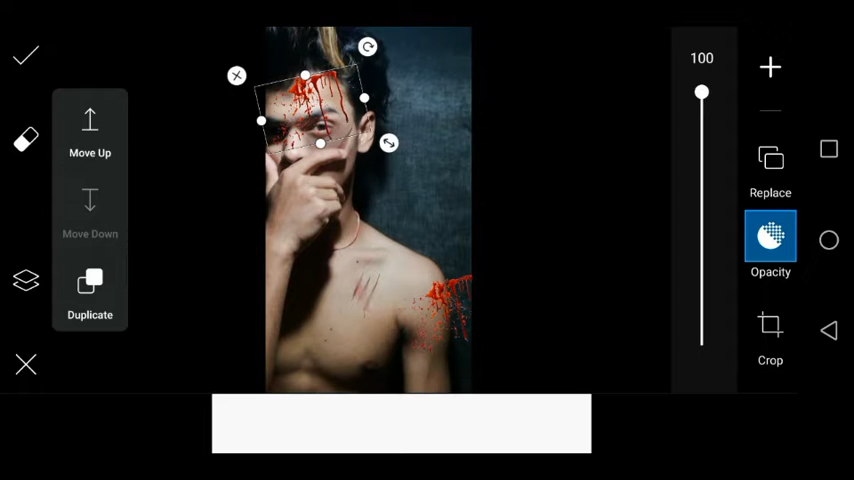 100
Move Up
Replace
Move Down
Opacity
Duplicate
Crop